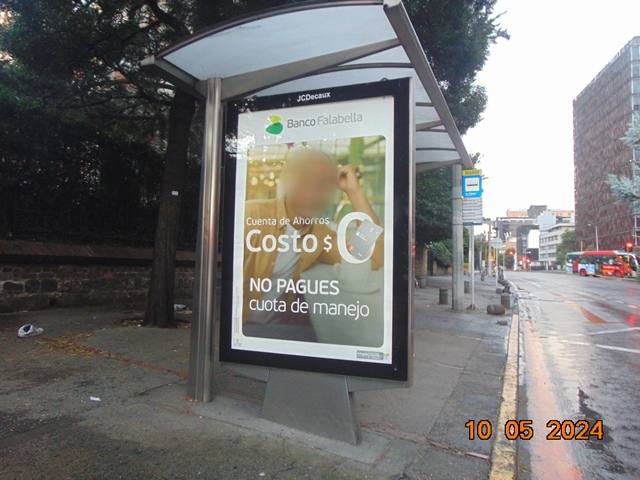 JCDecaux
Banco Falabella
Cuenta de Ahorros
Costo $0
NO PAGUES
cuota de manejo
10 05 2024